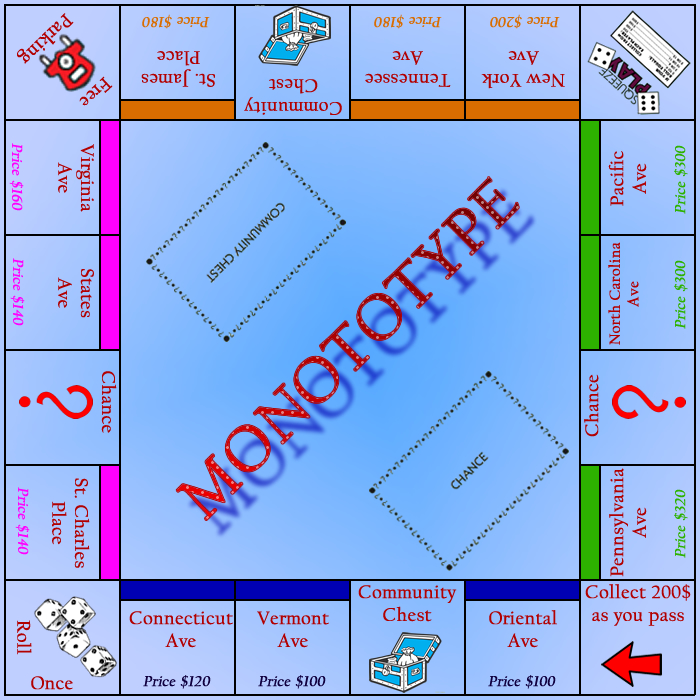 Free
Parking
St. James
Place
Price $180
Community
Chest
Tennessee
Ave
Price $180
New York
Ave
Price $200
SQUEEZE
PLAY
Virginia
Ave
Price $160
States
Ave
Price $140
Chance
?
St. Charles
Place
Price $140
COMMUNITY CHEST
MONOTOTYPE
CHANCE
Pacific
Ave
Price $300
North Carolina
Ave
Price $300
Chance
?
Pennsylvania
Ave
Price $320
Roll
Once
Connecticut
Ave
Price $120
Vermont
Ave
Price $100
Community
Chest
Oriental
Ave
Price $100
Collect 200$
as you pass